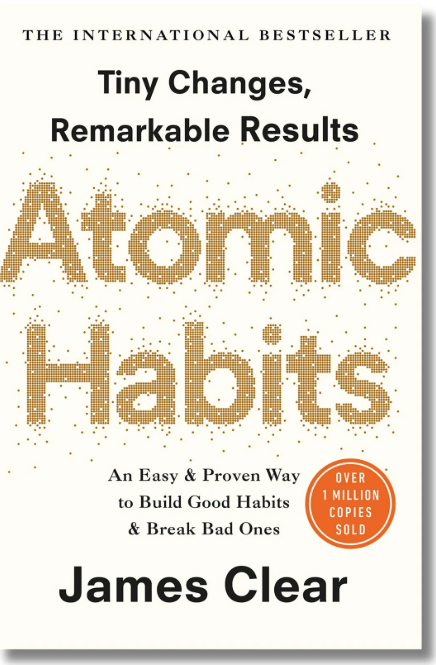 THE INTERNATIONAL BESTSELLER
Tiny Changes,
Remarkable Results
Atomic
Habits
An Easy & Proven Way
to Build Good Habits
& Break Bad Ones
OVER
1 MILLION
COPIES
SOLD
James Clear